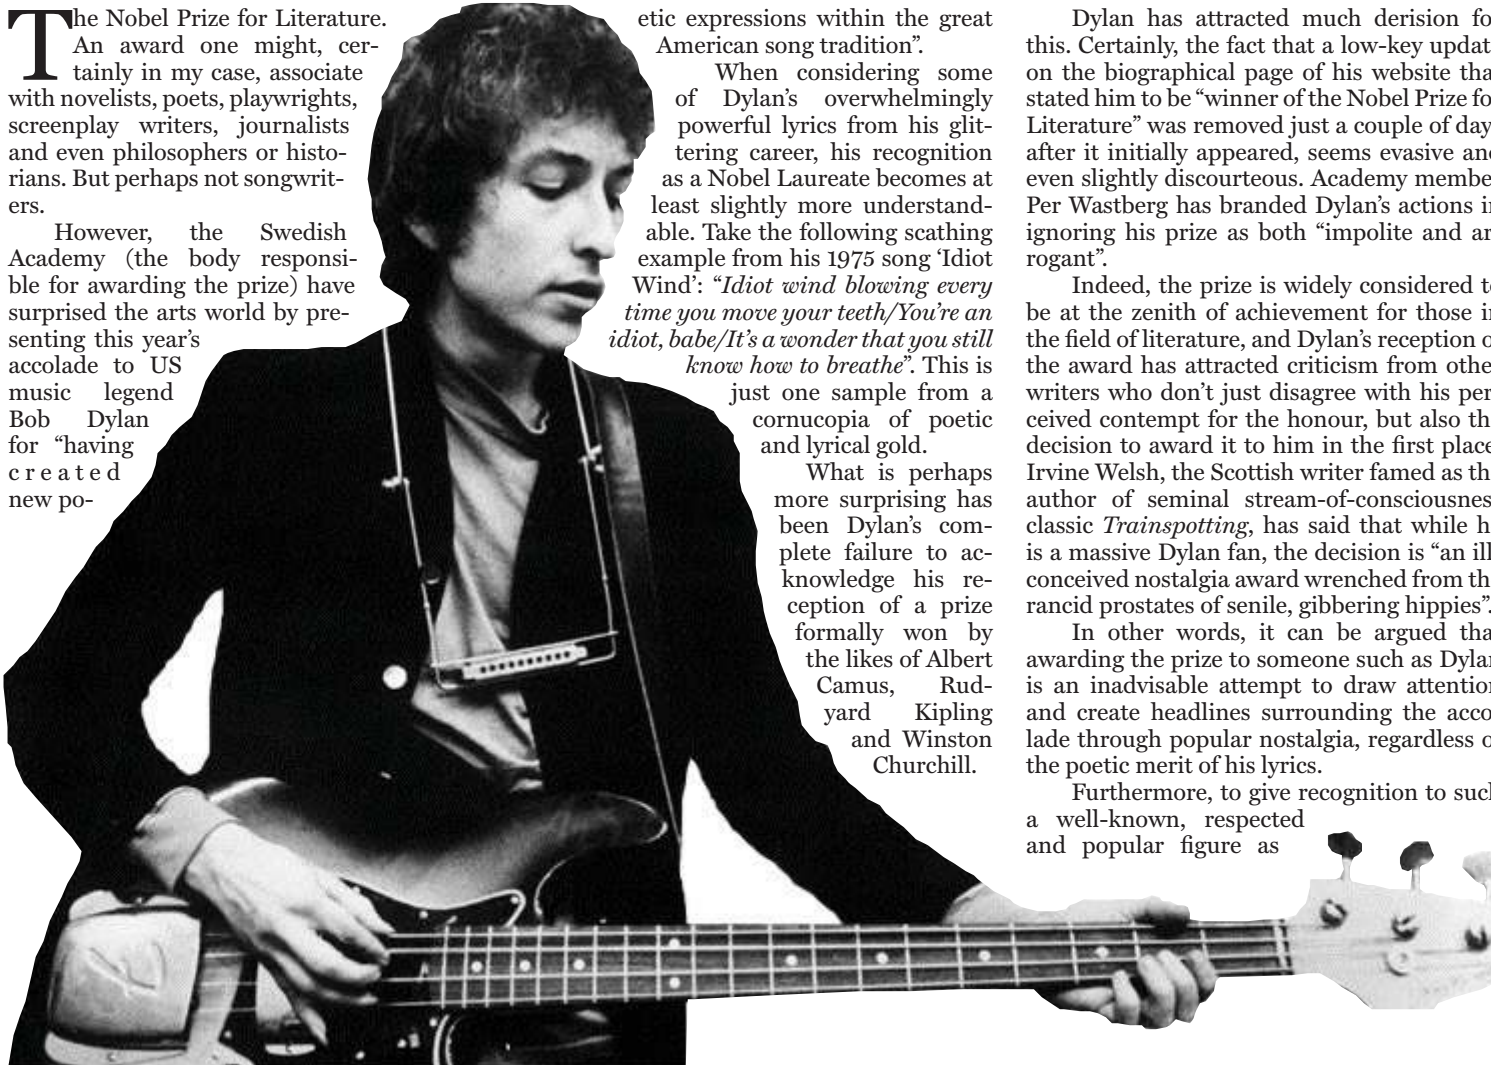 The Nobel Prize for Literature.
An award one might, cer-
tainly in my case, associate
with novelists, poets, playwrights,
screenplay writers, journalists
and even philosophers or histo-
rians. But perhaps not songwrit-
ers.
However, the Swedish
Academy (the body responsi-
ble for awarding the prize) have
surprised the arts world by pre-
senting this year's
accolade to US
music legend
Bob Dylan
for “having
created
new po-
etic expressions within the great
American song tradition”.
When considering some
of Dylan's overwhelmingly
powerful lyrics from his glit-
tering career, his recognition
as a Nobel Laureate becomes at
least slightly more understand-
able. Take the following scathing
example from his 1975 song ‘Idiot
Wind’: “Idiot wind blowing every
time you move your teeth/You're an
idiot, babe/It's a wonder that you still
know how to breathe”. This is
just one sample from a
cornucopia of poetic
and lyrical gold.
What is perhaps
more surprising has
been Dylan's com-
plete failure to ac-
knowledge his re-
ception of a prize
formally won by
the likes of Albert
Camus, Rud-
yard Kipling
and Winston
Churchill.
Dylan has attracted much derision fo
this. Certainly, the fact that a low-key updat
on the biographical page of his website tha
stated him to be “winner of the Nobel Prize fo
Literature” was removed just a couple of day
after it initially appeared, seems evasive and
even slightly discourteous. Academy membe
Per Wastberg has branded Dylan's actions in
ignoring his prize as both “impolite and ar
rogant”.
Indeed, the prize is widely considered to
be at the zenith of achievement for those in
the field of literature, and Dylan's reception o
the award has attracted criticism from othe
writers who don't just disagree with his per
ceived contempt for the honour, but also th
decision to award it to him in the first place
Irvine Welsh, the Scottish writer famed as th
author of seminal stream-of-consciousnes
classic Trainspotting, has said that while h
is a massive Dylan fan, the decision is “an ill
conceived nostalgia award wrenched from th
rancid prostates of senile, gibbering hippies”.
In other words, it can be argued tha
awarding the prize to someone such as Dylan
is an inadvisable attempt to draw attention
and create headlines surrounding the acco
lade through popular nostalgia, regardless o
the poetic merit of his lyrics.
Furthermore, to give recognition to such
a well-known, respected
and popular figure as